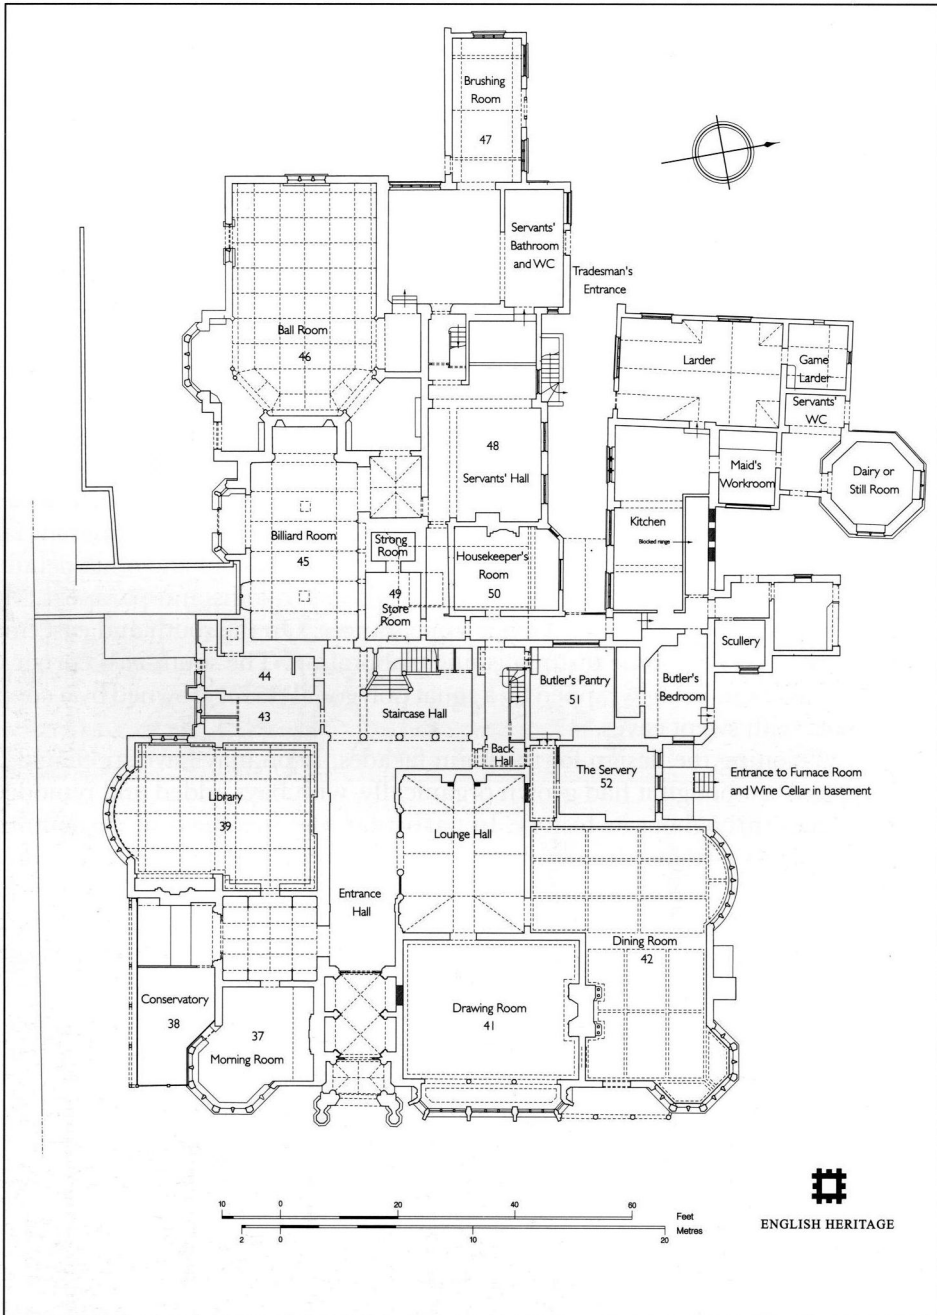 Brushing
Room
47
Servants'
Bathroom
and WC
Tradesman's
Entrance
Ball Room
46
Larder
Game
Larder
Servants'
WC
48
Servants' Hall
Maid's
Workroom
Dairy or
Still Room
Kitchen
Blocked range
Billiard Room
45
Strong
Room
Housekeeper's
Room
50
49
Store
Room
Scullery
44
43
Staircase Hall
Butler's Pantry
51
Butler's
Bedroom
Back
Hall
The Servery
52
Entrance to Furnace Room
and Wine Cellar in basement
Library
39
Lounge Hall
Entrance
Hall
Dining Room
42
Conservatory
38
37
Morning Room
Drawing Room
41
10 0 20 40 60
Feet
Metres
2 0 10 20
ENGLISH HERITAGE